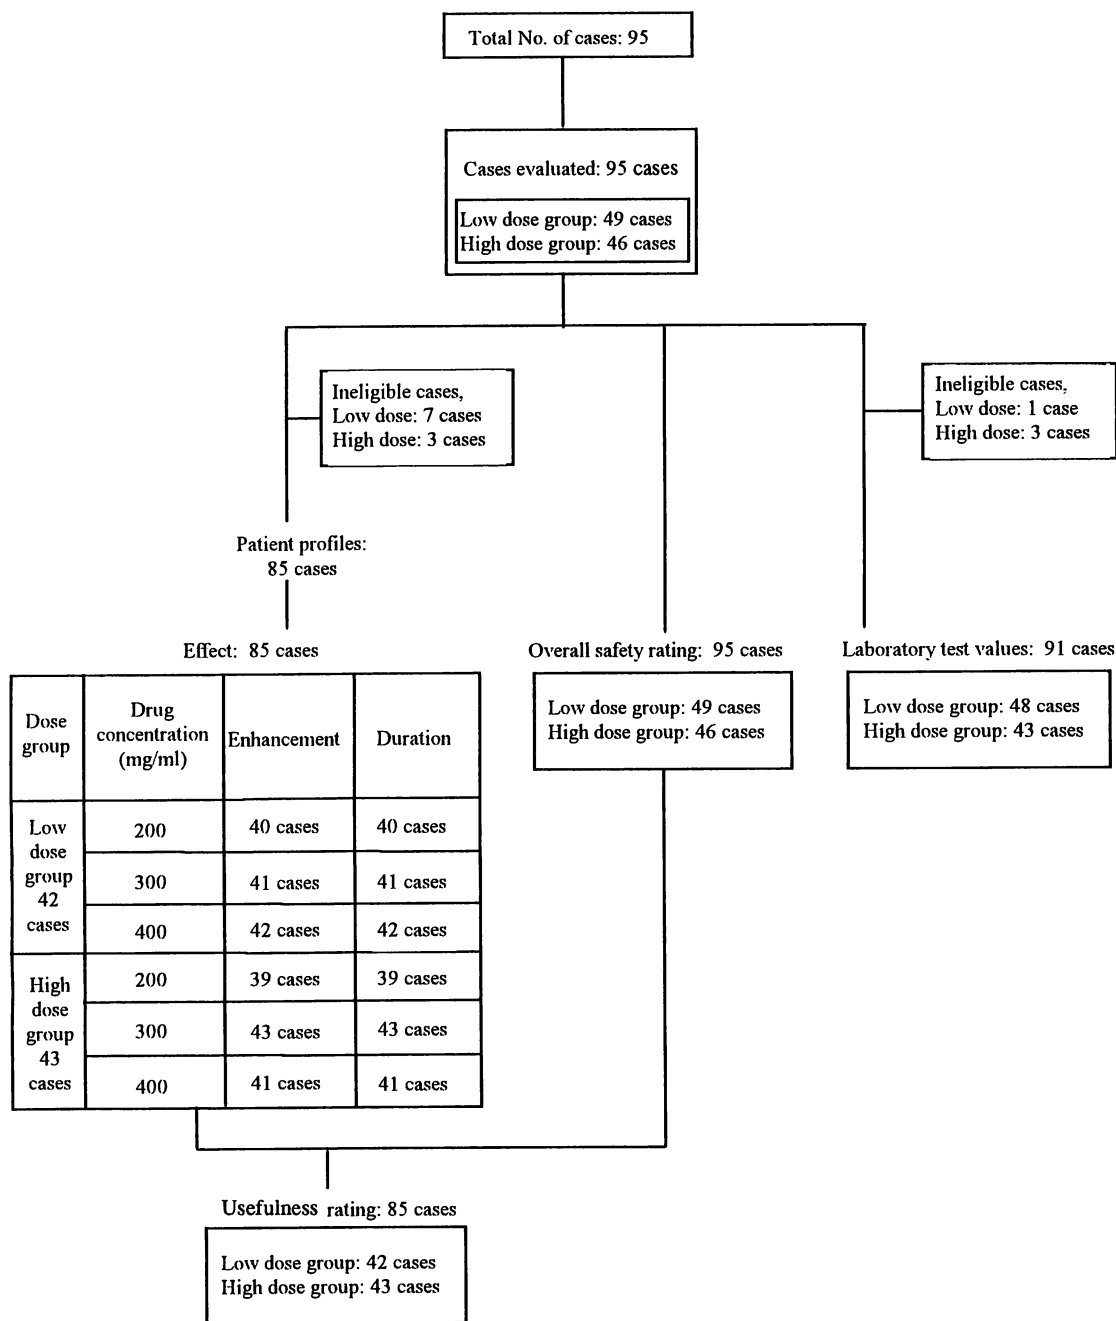 Total No. of cases: 95
Cases evaluated: 95 cases
Low dose group: 49 cases
High dose group: 46 cases
Ineligible cases,
Low dose: 7 cases
High dose: 3 cases
Ineligible cases,
Low dose: 1 case
High dose: 3 cases
Patient profiles:
85 cases
Effect: 85 cases
Dose
group
Drug
concentration
(mg/ml)
Enhancement
Duration
Low
dose
group
42
cases
200
40 cases
40 cases
300
41 cases
41 cases
400
42 cases
42 cases
High
dose
group
43
cases
200
39 cases
39 cases
300
43 cases
43 cases
400
41 cases
41 cases
Overall safety rating: 95 cases
Low dose group: 49 cases
High dose group: 46 cases
Laboratory test values: 91 cases
Low dose group: 48 cases
High dose group: 43 cases
Usefulness rating: 85 cases
Low dose group: 42 cases
High dose group: 43 cases